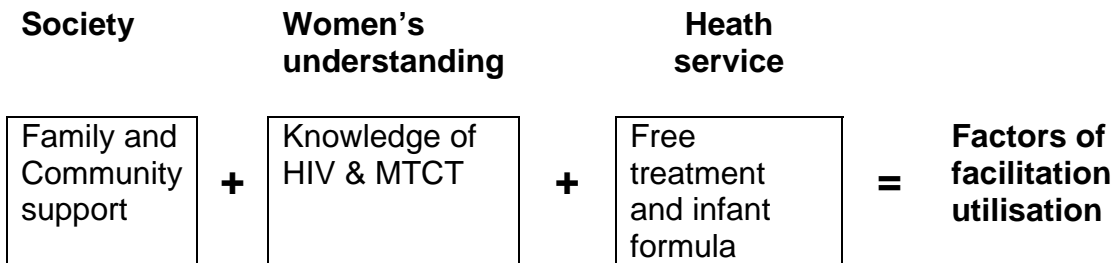 Society
Women's
understanding
Heath
service
Family and
Community
support
+
Knowledge of
HIV & MTCT
+
Free
treatment
and infant
formula
=
Factors of
facilitation
utilisation